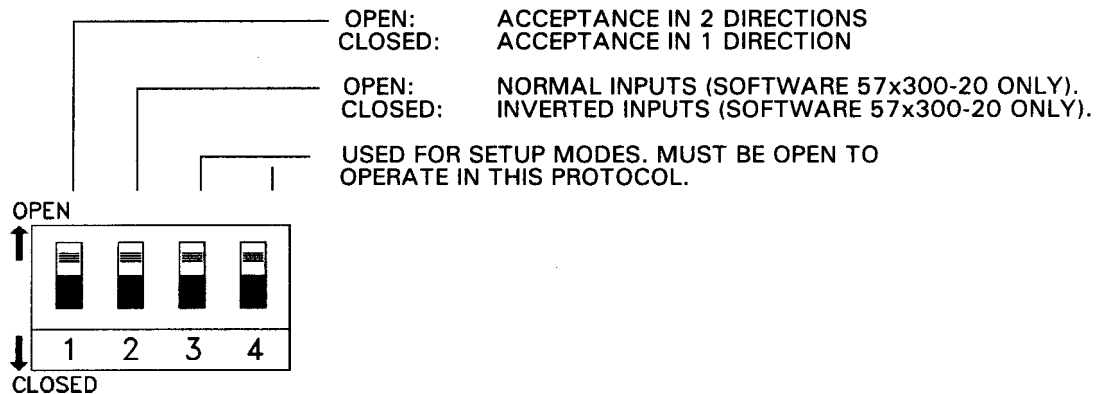 OPEN: ACCEPTANCE IN 2 DIRECTIONS
CLOSED: ACCEPTANCE IN 1 DIRECTION
OPEN: NORMAL INPUTS (SOFTWARE 57x300-20 ONLY).
CLOSED: INVERTED INPUTS (SOFTWARE 57x300-20 ONLY).
USED FOR SETUP MODES. MUST BE OPEN TO
OPERATE IN THIS PROTOCOL.
OPEN
1 2 3 4
CLOSED